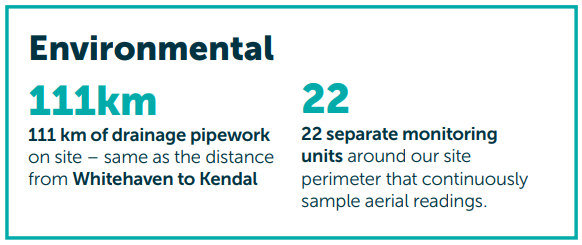 Environmental
111km
111 km of drainage pipework
on site – same as the distance
from Whitehaven to Kendal
22
22 separate monitoring
units around our site
perimeter that continuously
sample aerial readings.